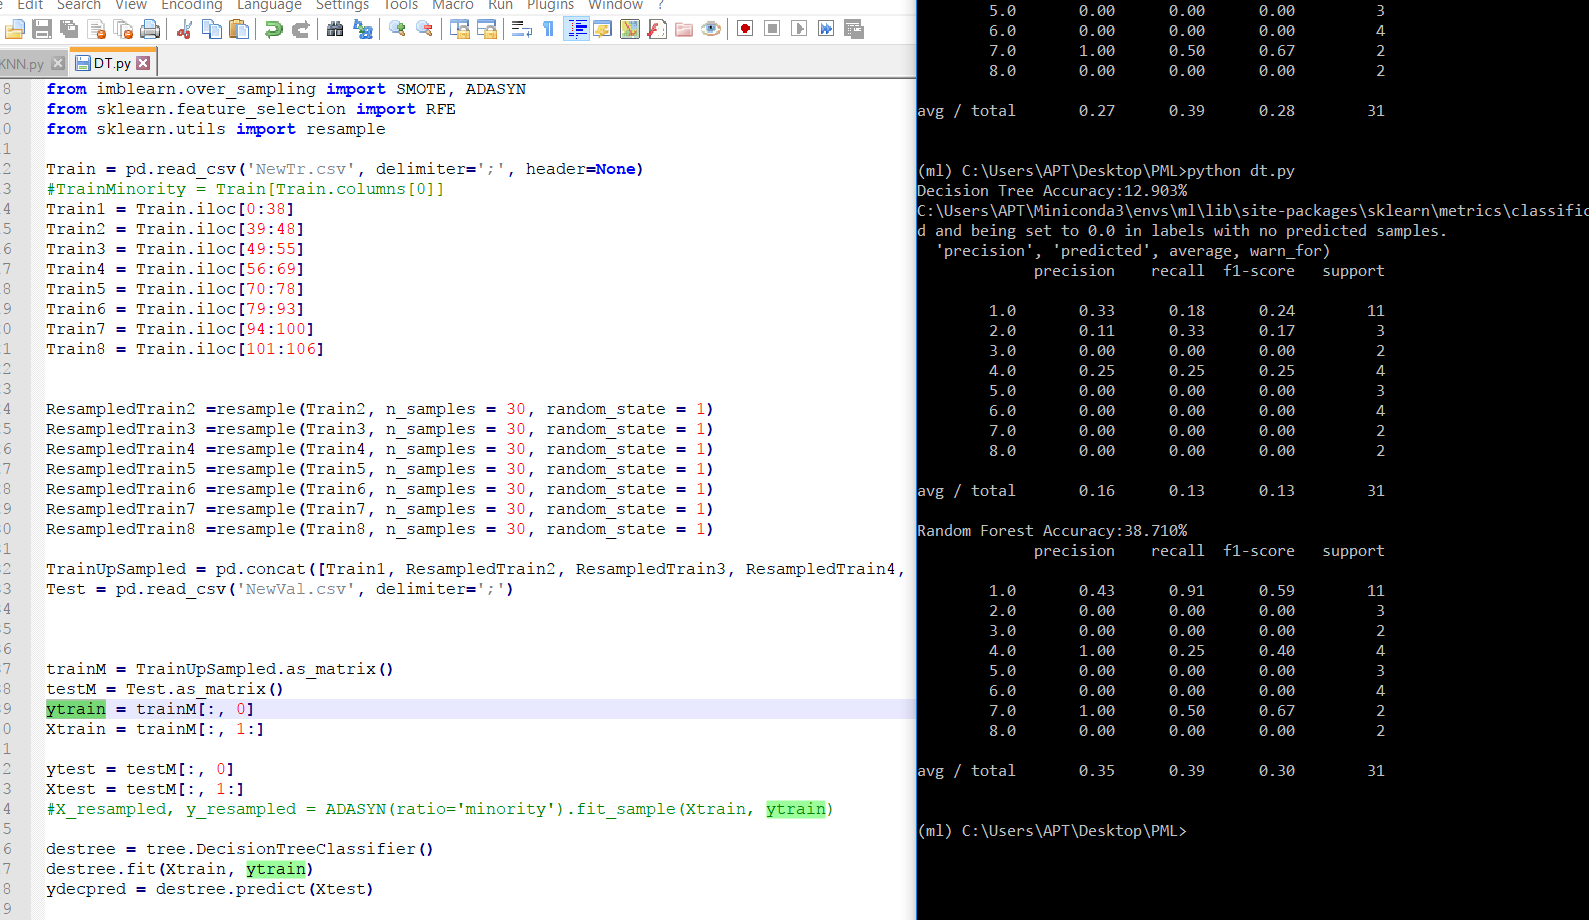 Edit Search View Encoding Language Settings Tools Macro Run Plugins Window ?
KNN.py DT.py
8 from imblearn.over_sampling import SMOTE, ADASYN
9 from sklearn.feature_selection import RFE
0 from sklearn.utils import resample
1
2 Train = pd.read_csv('NewTr.csv', delimiter=';', header=None)
3 #TrainMinority = Train[Train.columns[0]]
4 Train1 = Train.iloc[0:38]
5 Train2 = Train.iloc[39:48]
6 Train3 = Train.iloc[49:55]
7 Train4 = Train.iloc[56:69]
8 Train5 = Train.iloc[70:78]
9 Train6 = Train.iloc[79:93]
0 Train7 = Train.iloc[94:100]
1 Train8 = Train.iloc[101:106]
2
3
4 ResampledTrain2 =resample(Train2, n_samples = 30, random_state = 1)
5 ResampledTrain3 =resample(Train3, n_samples = 30, random_state = 1)
6 ResampledTrain4 =resample(Train4, n_samples = 30, random_state = 1)
7 ResampledTrain5 =resample(Train5, n_samples = 30, random_state = 1)
8 ResampledTrain6 =resample(Train6, n_samples = 30, random_state = 1)
9 ResampledTrain7 =resample(Train7, n_samples = 30, random_state = 1)
0 ResampledTrain8 =resample(Train8, n_samples = 30, random_state = 1)
1
2 TrainUpSampled = pd.concat([Train1, ResampledTrain2, ResampledTrain3, ResampledTrain4,
3 Test = pd.read_csv('NewVal.csv', delimiter=';')
4
5
6
7 trainM = TrainUpSampled.as_matrix()
8 testM = Test.as_matrix()
9 ytrain = trainM[:, 0]
0 Xtrain = trainM[:, 1:]
1
2 ytest = testM[:, 0]
3 Xtest = testM[:, 1:]
4 #X_resampled, y_resampled = ADASYN(ratio='minority').fit_sample(Xtrain, ytrain)
5
6 destree = tree.DecisionTreeClassifier()
7 destree.fit(Xtrain, ytrain)
8 ydecpred = destree.predict(Xtest)
9
5.0 0.00 0.00 0.00 3
6.0 0.00 0.00 0.00 4
7.0 1.00 0.50 0.67 2
8.0 0.00 0.00 0.00 2
avg / total 0.27 0.39 0.28 31
(ml) C:\Users\APT\Desktop\PML>python dt.py
Decision Tree Accuracy:12.903%
C:\Users\APT\Miniconda3\envs\ml\lib\site-packages\sklearn\metrics\classific
d and being set to 0.0 in labels with no predicted samples.
'precision', 'predicted', average, warn_for)
precision recall f1-score support
1.0 0.33 0.18 0.24 11
2.0 0.11 0.33 0.17 3
3.0 0.00 0.00 0.00 2
4.0 0.25 0.25 0.25 4
5.0 0.00 0.00 0.00 3
6.0 0.00 0.00 0.00 4
7.0 0.00 0.00 0.00 2
8.0 0.00 0.00 0.00 2
avg / total 0.16 0.13 0.13 31
Random Forest Accuracy:38.710%
precision recall f1-score support
1.0 0.43 0.91 0.59 11
2.0 0.00 0.00 0.00 3
3.0 0.00 0.00 0.00 2
4.0 1.00 0.25 0.40 4
5.0 0.00 0.00 0.00 3
6.0 0.00 0.00 0.00 4
7.0 1.00 0.50 0.67 2
8.0 0.00 0.00 0.00 2
avg / total 0.35 0.39 0.30 31
(ml) C:\Users\APT\Desktop\PML>